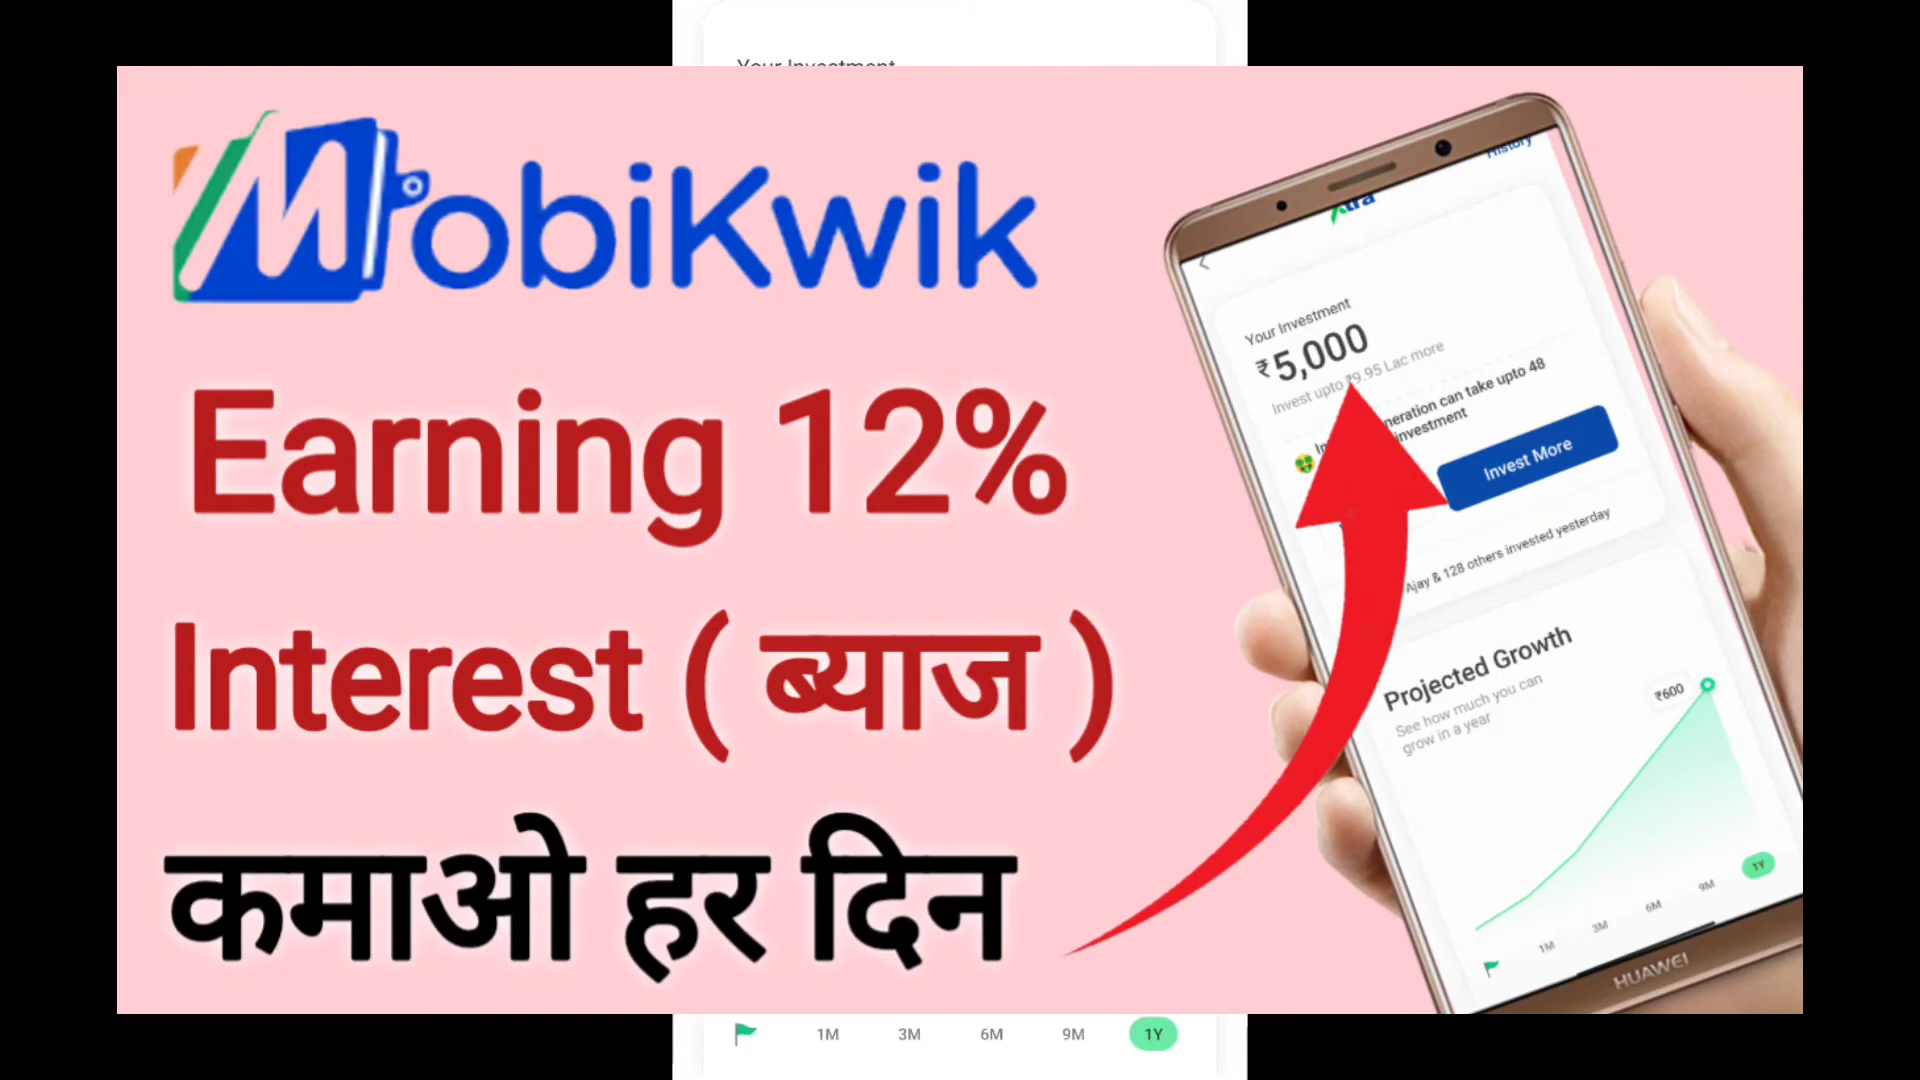 Your Investment
MobiKwik
Earning 12%
Interest ( ब्याज )
कमाओ हर दिन
History
Xtra
Your Investment
₹5,000
Invest upto ₹9.95 Lac more
neration can take upto 48
investment
Invest More
Ajay & 128 others invested yesterday
Projected Growth
See how much you can
grow in a year
₹600
1M 3M 6M 9M 1Y
HUAWEI
1M 3M 6M 9M 1Y